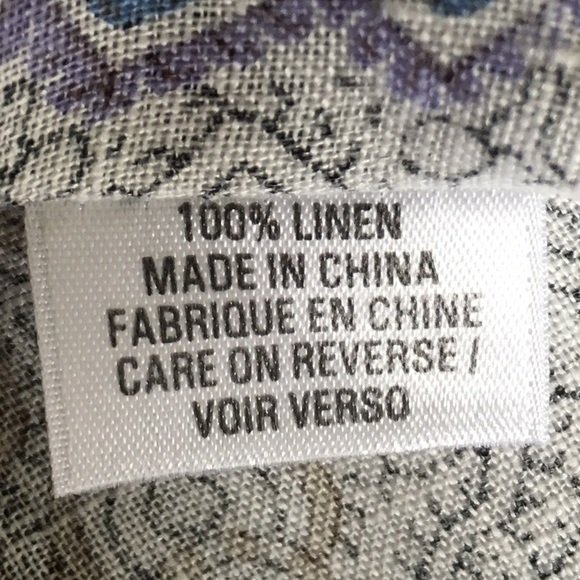 100% LINEN
MADE IN CHINA
FABRIQUE EN CHINE
CARE ON REVERSE /
VOIR VERSO